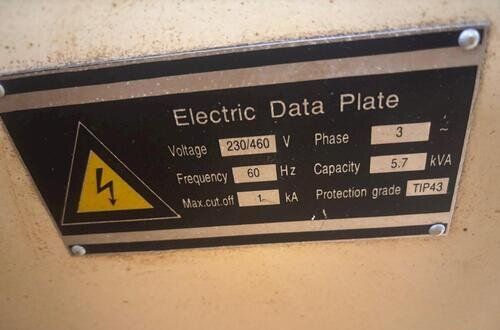 Electric Data Plate
Voltage 230/460 V Phase 3 ~
Frequency 60 Hz Capacity 5.7 kVA
Max.cut.off 1 kA Protection grade TIP43